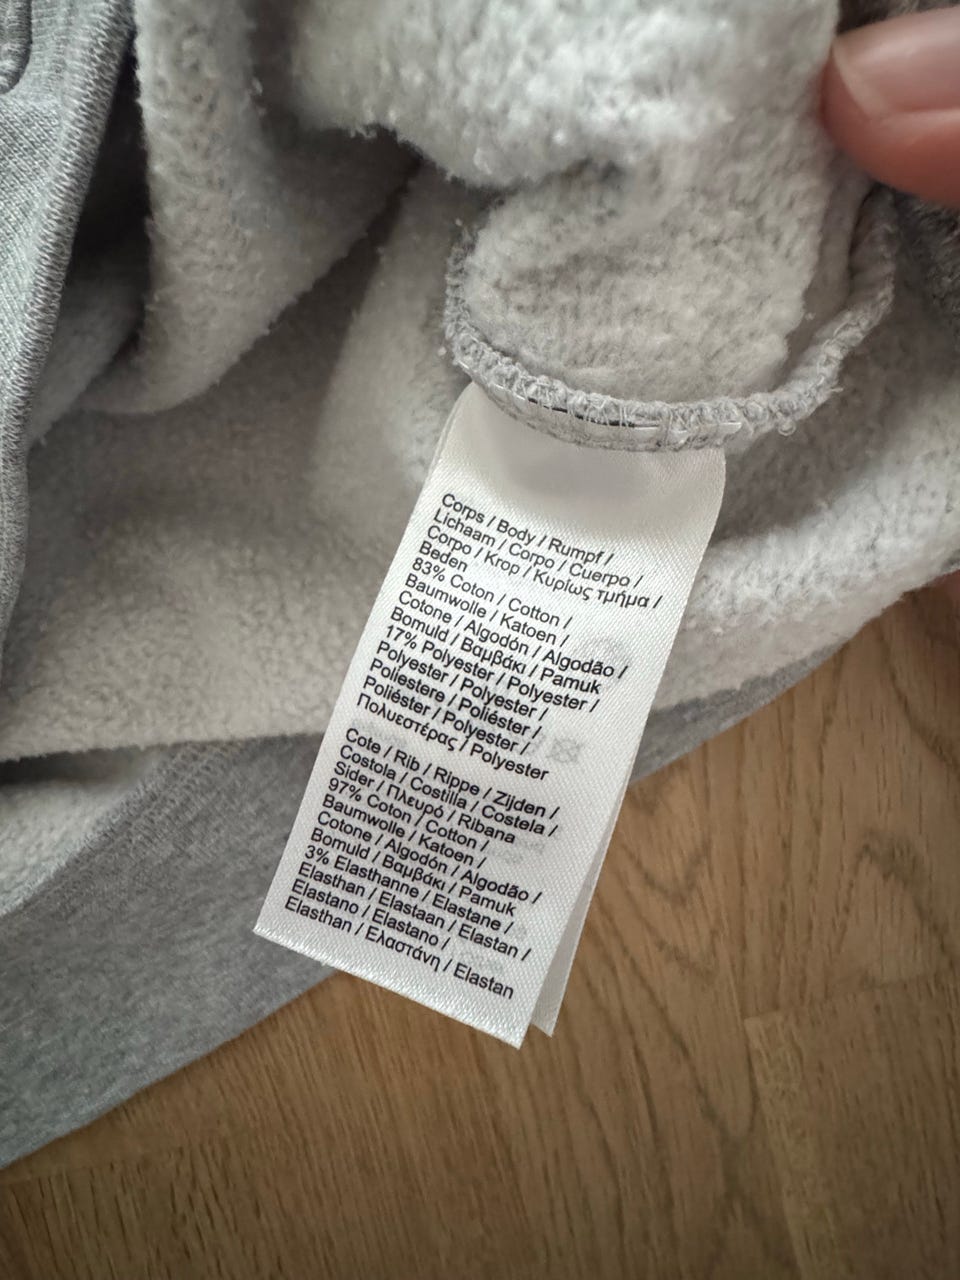 Corps / Body / Rumpf /
Lichaam / Corpo / Cuerpo /
Corpo / Krop / Κυρίως τμήμα /
Beden
83% Coton / Cotton /
Baumwolle / Katoen /
Cotone / Algodón / Algodão /
Bomuld / Βαμβάκι / Pamuk
17% Polyester / Polyester /
Polyester / Polyester /
Poliestere / Poliéster /
Poliéster / Polyester /
Πολυεστέρας / Polyester
Cote / Rib / Rippe / Zijden /
Costola / Costilla / Costela /
Sider / Πλευρό / Ribana
97% Coton / Cotton /
Baumwolle / Katoen /
Cotone / Algodón / Algodão /
Bomuld / Βαμβάκι / Pamuk
3% Elasthanne / Elastane /
Elasthan / Elastaan / Elastan /
Elastano / Elastano /
Elasthan / Ελαστάνη / Elastan